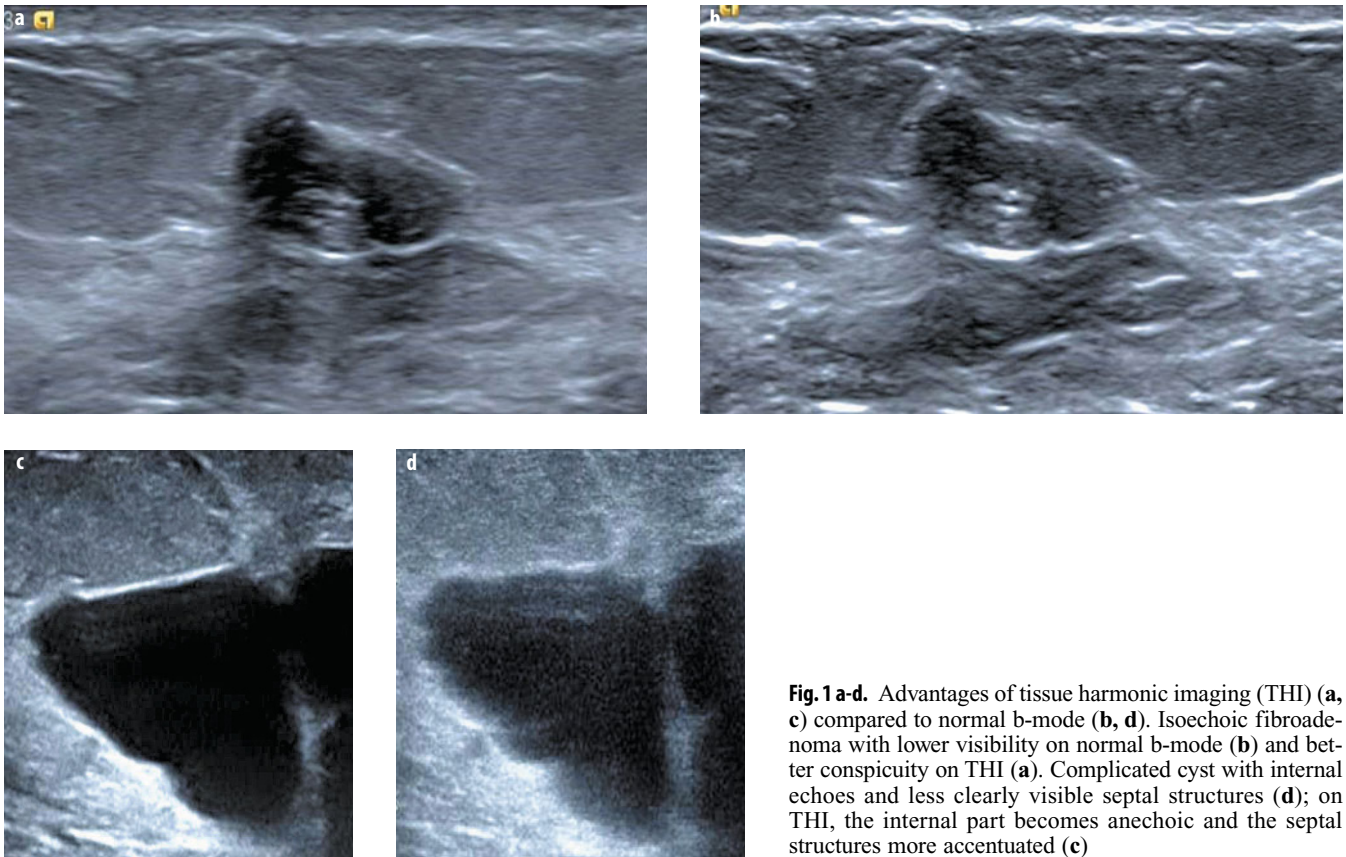 a
b
c
d
Fig. 1 a-d. Advantages of tissue harmonic imaging (THI) (a,
c) compared to normal b-mode (b, d). Isoechoic fibroade-
noma with lower visibility on normal b-mode (b) and bet-
ter conspicuity on THI (a). Complicated cyst with internal
echoes and less clearly visible septal structures (d); on
THI, the internal part becomes anechoic and the septal
structures more accentuated (c)